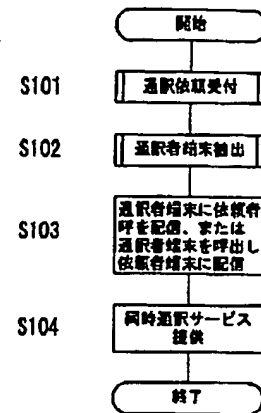 開始
S101
通訳依頼受付
S102
通訳者端末抽出
S103
通訳者端末に依頼者
呼を配信、または
通訳者端末を呼出し
依頼者端末に配信
S104
同時通訳サービス
提供
終了